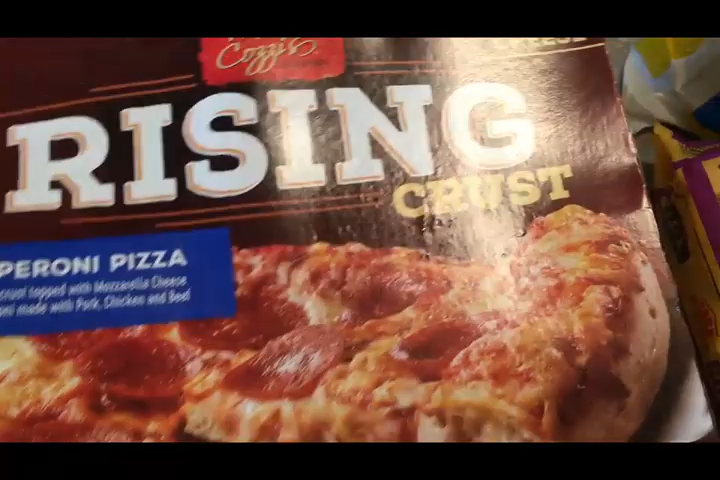 Cozzi
RISING
CRUST
PERONI PIZZA
crust topped with Mozzarella Cheese
made with Pork, Chicken and Beef